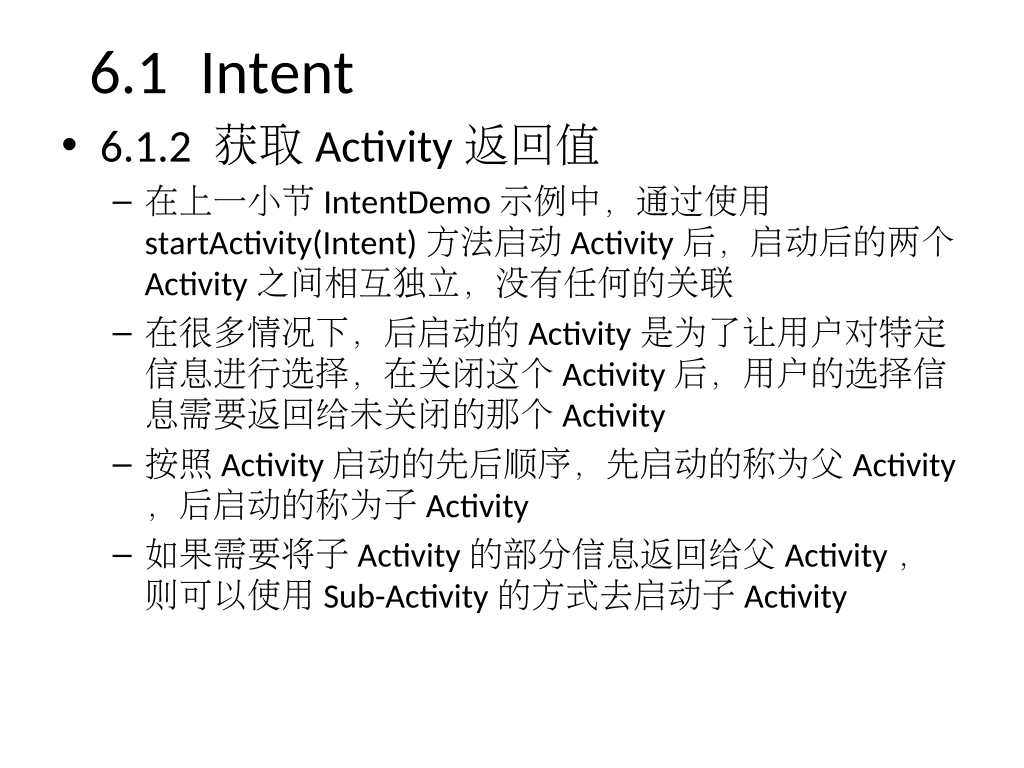 6.1 Intent
• 6.1.2 获取 Activity 返回值
– 在上一小节 IntentDemo 示例中，通过使用
startActivity(Intent) 方法启动 Activity 后，启动后的两个
Activity 之间相互独立，没有任何的关联
– 在很多情况下，后启动的 Activity 是为了让用户对特定
信息进行选择，在关闭这个 Activity 后，用户的选择信
息需要返回给未关闭的那个 Activity
– 按照 Activity 启动的先后顺序，先启动的称为父 Activity
，后启动的称为子 Activity
– 如果需要将子 Activity 的部分信息返回给父 Activity ，
则可以使用 Sub-Activity 的方式去启动子 Activity